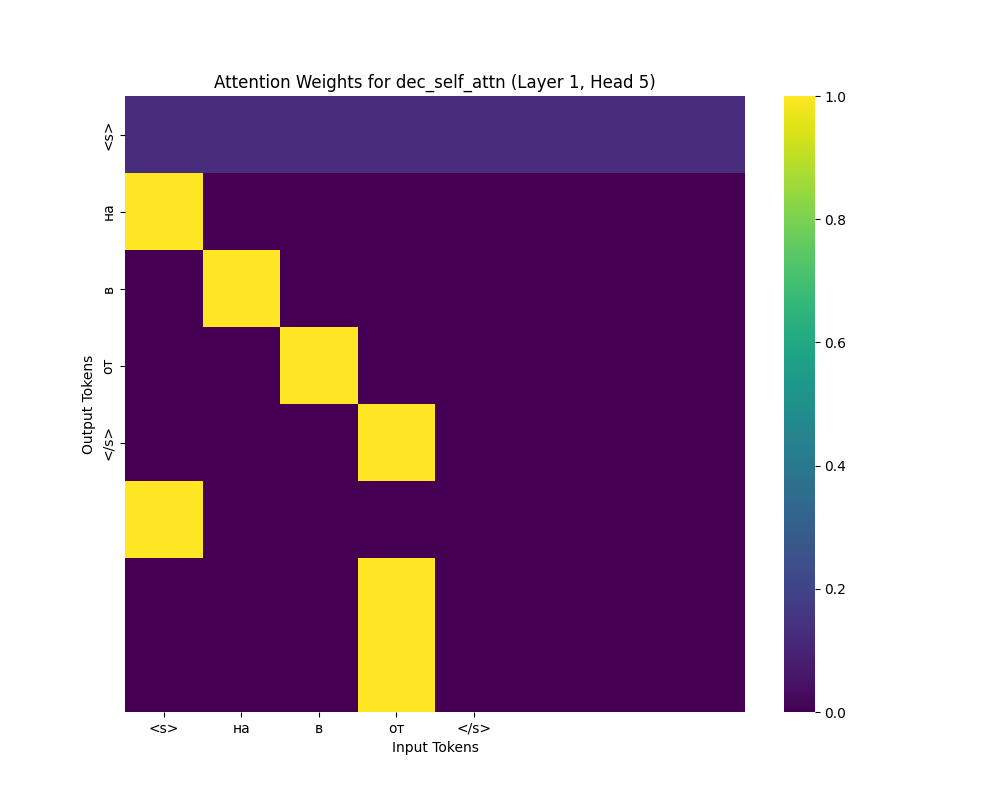 Attention Weights for dec_self_attn (Layer 1, Head 5)
Output Tokens
<s>
на
в
от
</s>
<s> на в от </s>
Input Tokens
1.0
0.8
0.6
0.4
0.2
0.0